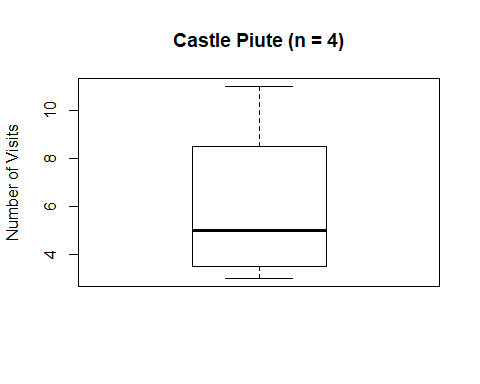 Castle Piute (n = 4)
Number of Visits
10
8
6
4